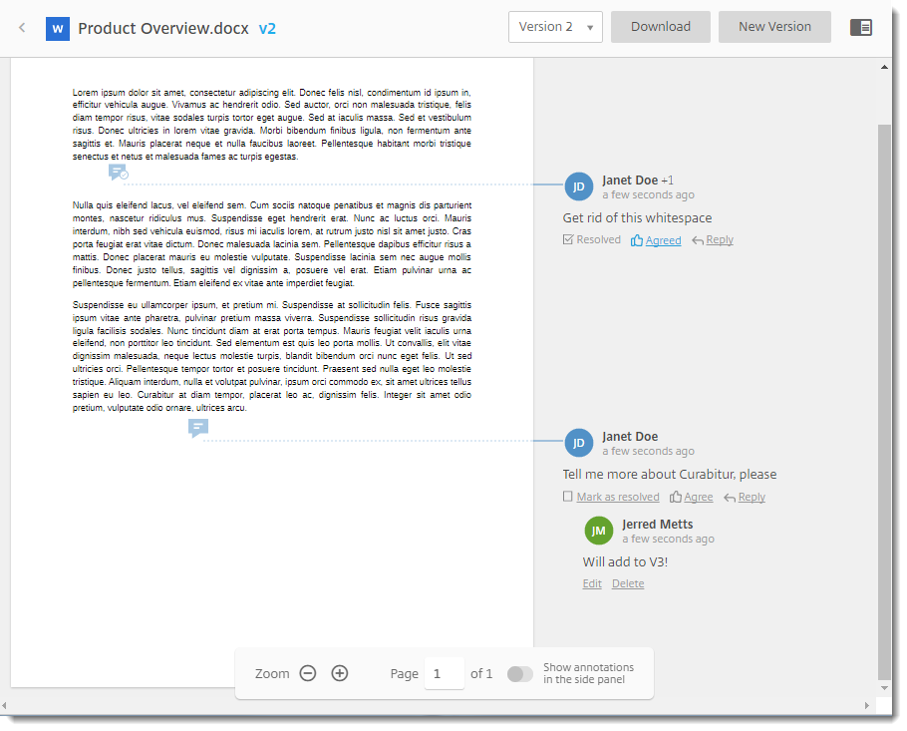 W Product Overview.docx v2 Version 2 Download New Version
Lorem ipsum dolor sit amet, consectetur adipiscing elit. Donec felis nisl, condimentum id ipsum in,
efficitur vehicula augue. Vivamus ac hendrerit odio. Sed auctor, orci non malesuada tristique, felis
diam tempor risus, vitae sodales turpis tortor eget augue. Sed at iaculis massa. Sed et vestibulum
risus. Donec ultricies in lorem vitae gravida. Morbi bibendum finibus ligula, non fermentum ante
sagittis et. Mauris placerat neque et nulla faucibus laoreet. Pellentesque habitant morbi tristique
senectus et netus et malesuada fames ac turpis egestas.
JD Janet Doe +1
a few seconds ago
Get rid of this whitespace
Resolved Agreed Reply
Nulla quis eleifend lacus, vel eleifend sem. Cum sociis natoque penatibus et magnis dis parturient
montes, nascetur ridiculus mus. Suspendisse eget hendrerit erat. Nunc ac luctus orci. Mauris
interdum, nibh sed vehicula euismod, risus mi iaculis lorem, at rutrum justo nisl sit amet justo. Cras
porta feugiat erat vitae dictum. Donec malesuada lacinia sem. Pellentesque dapibus efficitur risus a
mattis. Donec placerat mauris eu molestie vulputate. Suspendisse lacinia sem nec augue mollis
finibus. Donec justo tellus, sagittis vel dignissim a, posuere vel erat. Etiam pulvinar urna ac
pellentesque fermentum. Etiam eleifend ex vitae ante imperdiet feugiat.
Suspendisse eu ullamcorper ipsum, et pretium mi. Suspendisse at sollicitudin felis. Fusce sagittis
ipsum vitae ante pharetra, pulvinar pretium massa viverra. Suspendisse sollicitudin risus gravida
ligula facilisis sodales. Nunc tincidunt diam at erat porta tempus. Mauris feugiat velit iaculis urna
eleifend, non porttitor leo tincidunt. Sed elementum est quis leo porta mollis. Ut convallis, elit vitae
dignissim malesuada, neque lectus molestie turpis, blandit bibendum orci nunc eget felis. Ut sed
ultricies orci. Pellentesque tempor tortor et posuere tincidunt. Praesent sed nulla eget leo molestie
tristique. Aliquam interdum, nulla et volutpat pulvinar, ipsum orci commodo ex, sit amet ultrices tellus
sapien eu leo. Curabitur at diam tempor, placerat leo ac, dignissim felis. Integer sit amet odio
pretium, vulputate odio ornare, ultrices arcu.
JD Janet Doe
a few seconds ago
Tell me more about Curabitur, please
Mark as resolved Agree Reply
JM Jerred Metts
a few seconds ago
Will add to V3!
Edit Delete
Zoom Page 1 of 1 Show annotations
in the side panel